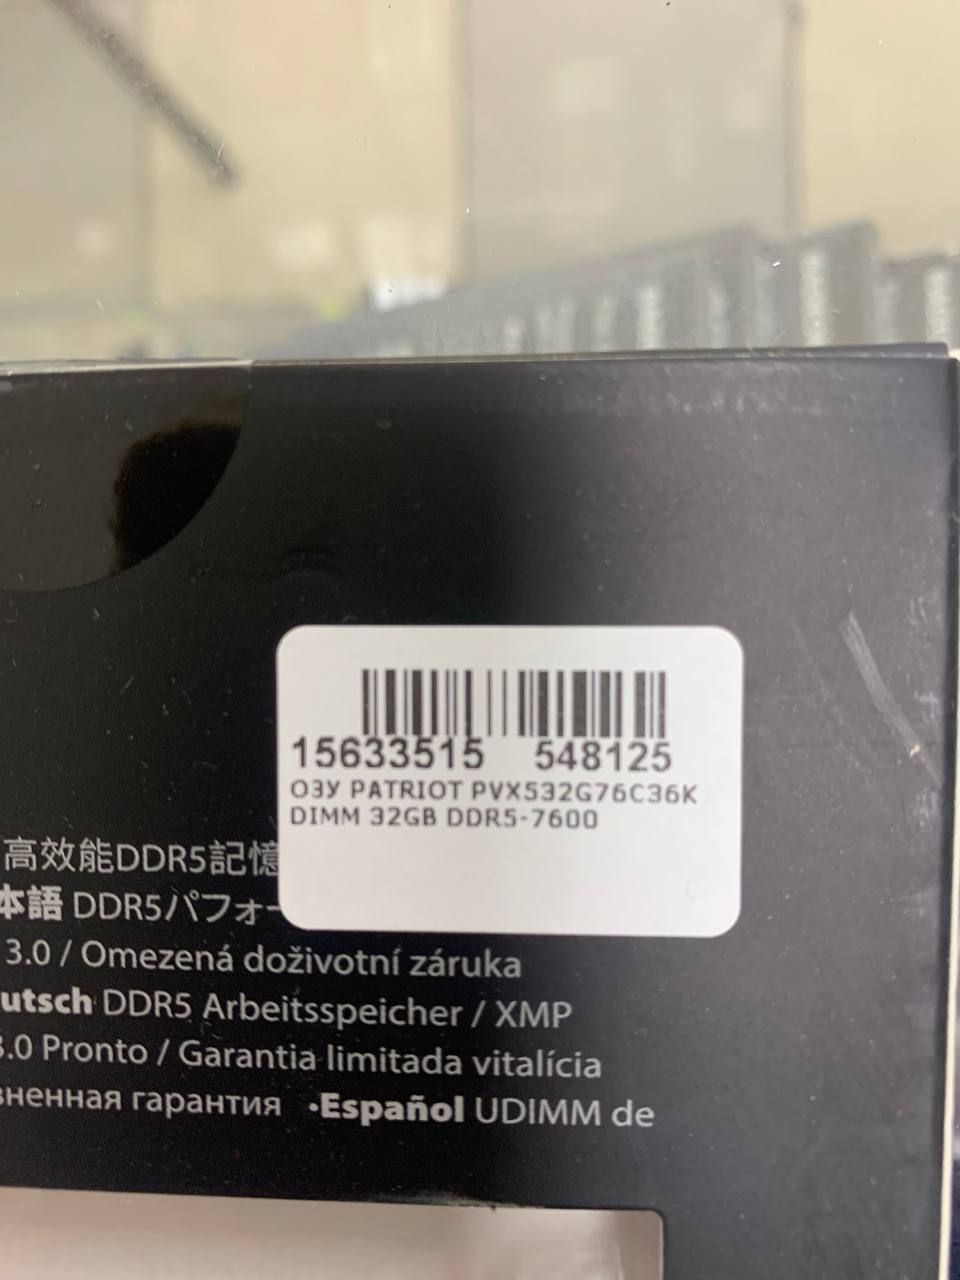 15633515 548125
ОЗУ PATRIOT PVX532G76C36K
DIMM 32GB DDR5-7600
高效能DDR5記憶
本語 DDR5パフォー
3.0 / Omezená doživotní záruka
utsch DDR5 Arbeitsspeicher / XMP
3.0 Pronto / Garantia limitada vitalícia
зненная гарантия •Español UDIMM de